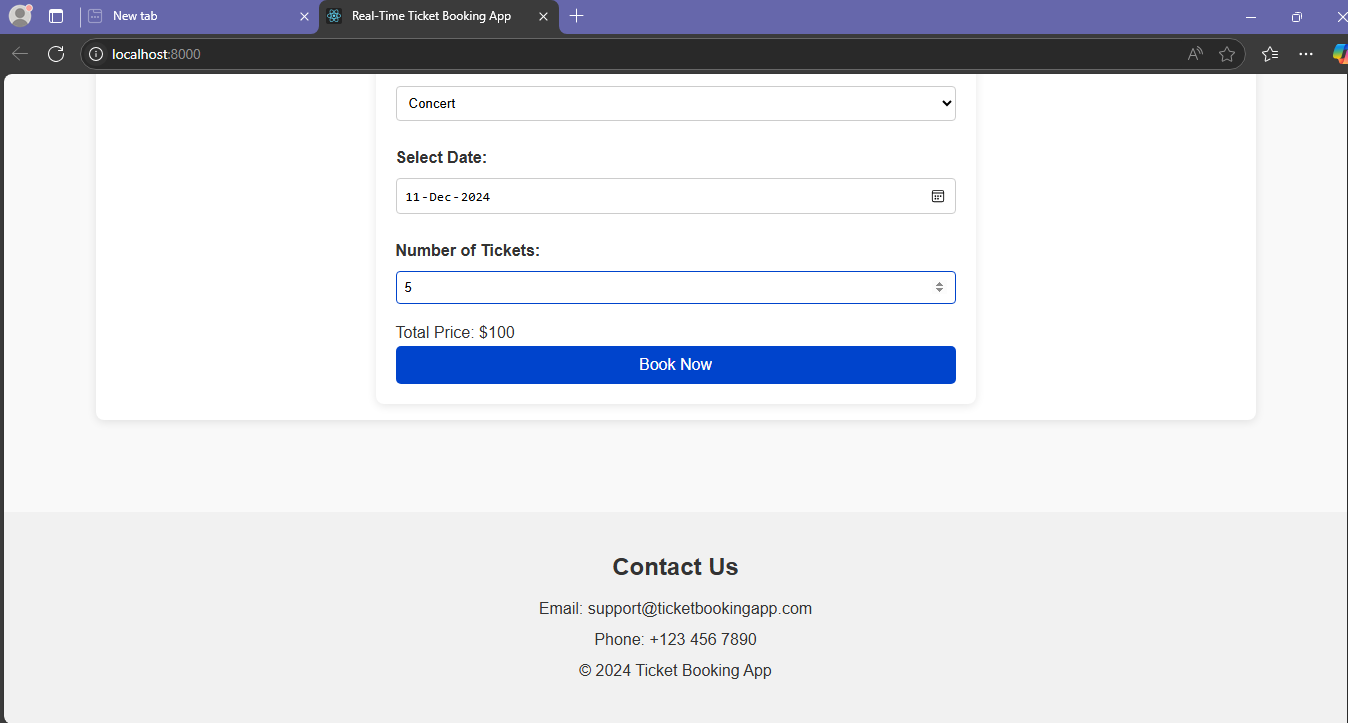 New tab
Real-Time Ticket Booking App
localhost:8000
Concert
Select Date:
11-Dec-2024
Number of Tickets:
5
Total Price: $100
Book Now
Contact Us
Email: support@ticketbookingapp.com
Phone: +123 456 7890
© 2024 Ticket Booking App